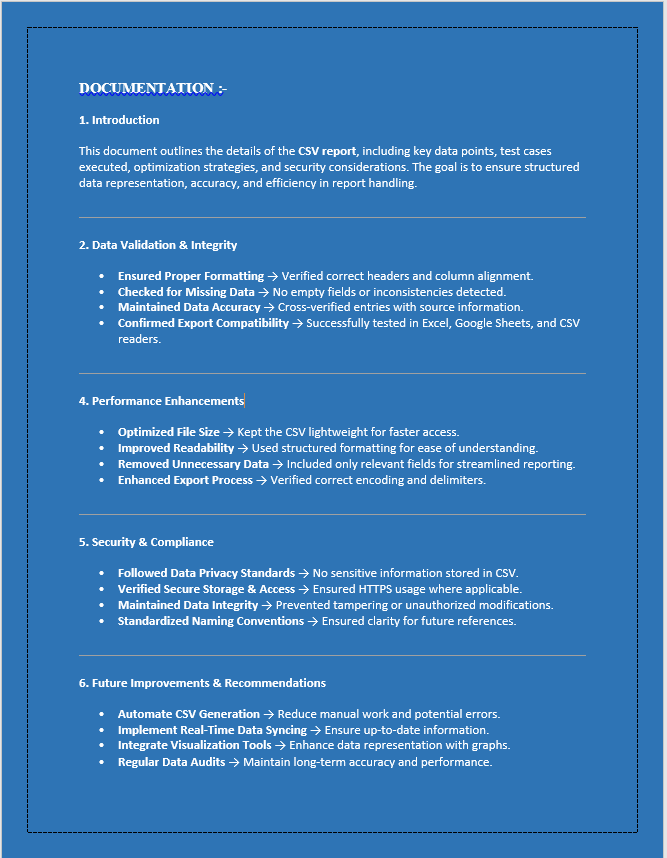 DOCUMENTATION :-
1. Introduction
This document outlines the details of the CSV report, including key data points, test cases
executed, optimization strategies, and security considerations. The goal is to ensure structured
data representation, accuracy, and efficiency in report handling.
2. Data Validation & Integrity
• Ensured Proper Formatting → Verified correct headers and column alignment.
• Checked for Missing Data → No empty fields or inconsistencies detected.
• Maintained Data Accuracy → Cross-verified entries with source information.
• Confirmed Export Compatibility → Successfully tested in Excel, Google Sheets, and CSV
readers.
4. Performance Enhancements
• Optimized File Size → Kept the CSV lightweight for faster access.
• Improved Readability → Used structured formatting for ease of understanding.
• Removed Unnecessary Data → Included only relevant fields for streamlined reporting.
• Enhanced Export Process → Verified correct encoding and delimiters.
5. Security & Compliance
• Followed Data Privacy Standards → No sensitive information stored in CSV.
• Verified Secure Storage & Access → Ensured HTTPS usage where applicable.
• Maintained Data Integrity → Prevented tampering or unauthorized modifications.
• Standardized Naming Conventions → Ensured clarity for future references.
6. Future Improvements & Recommendations
• Automate CSV Generation → Reduce manual work and potential errors.
• Implement Real-Time Data Syncing → Ensure up-to-date information.
• Integrate Visualization Tools → Enhance data representation with graphs.
• Regular Data Audits → Maintain long-term accuracy and performance.